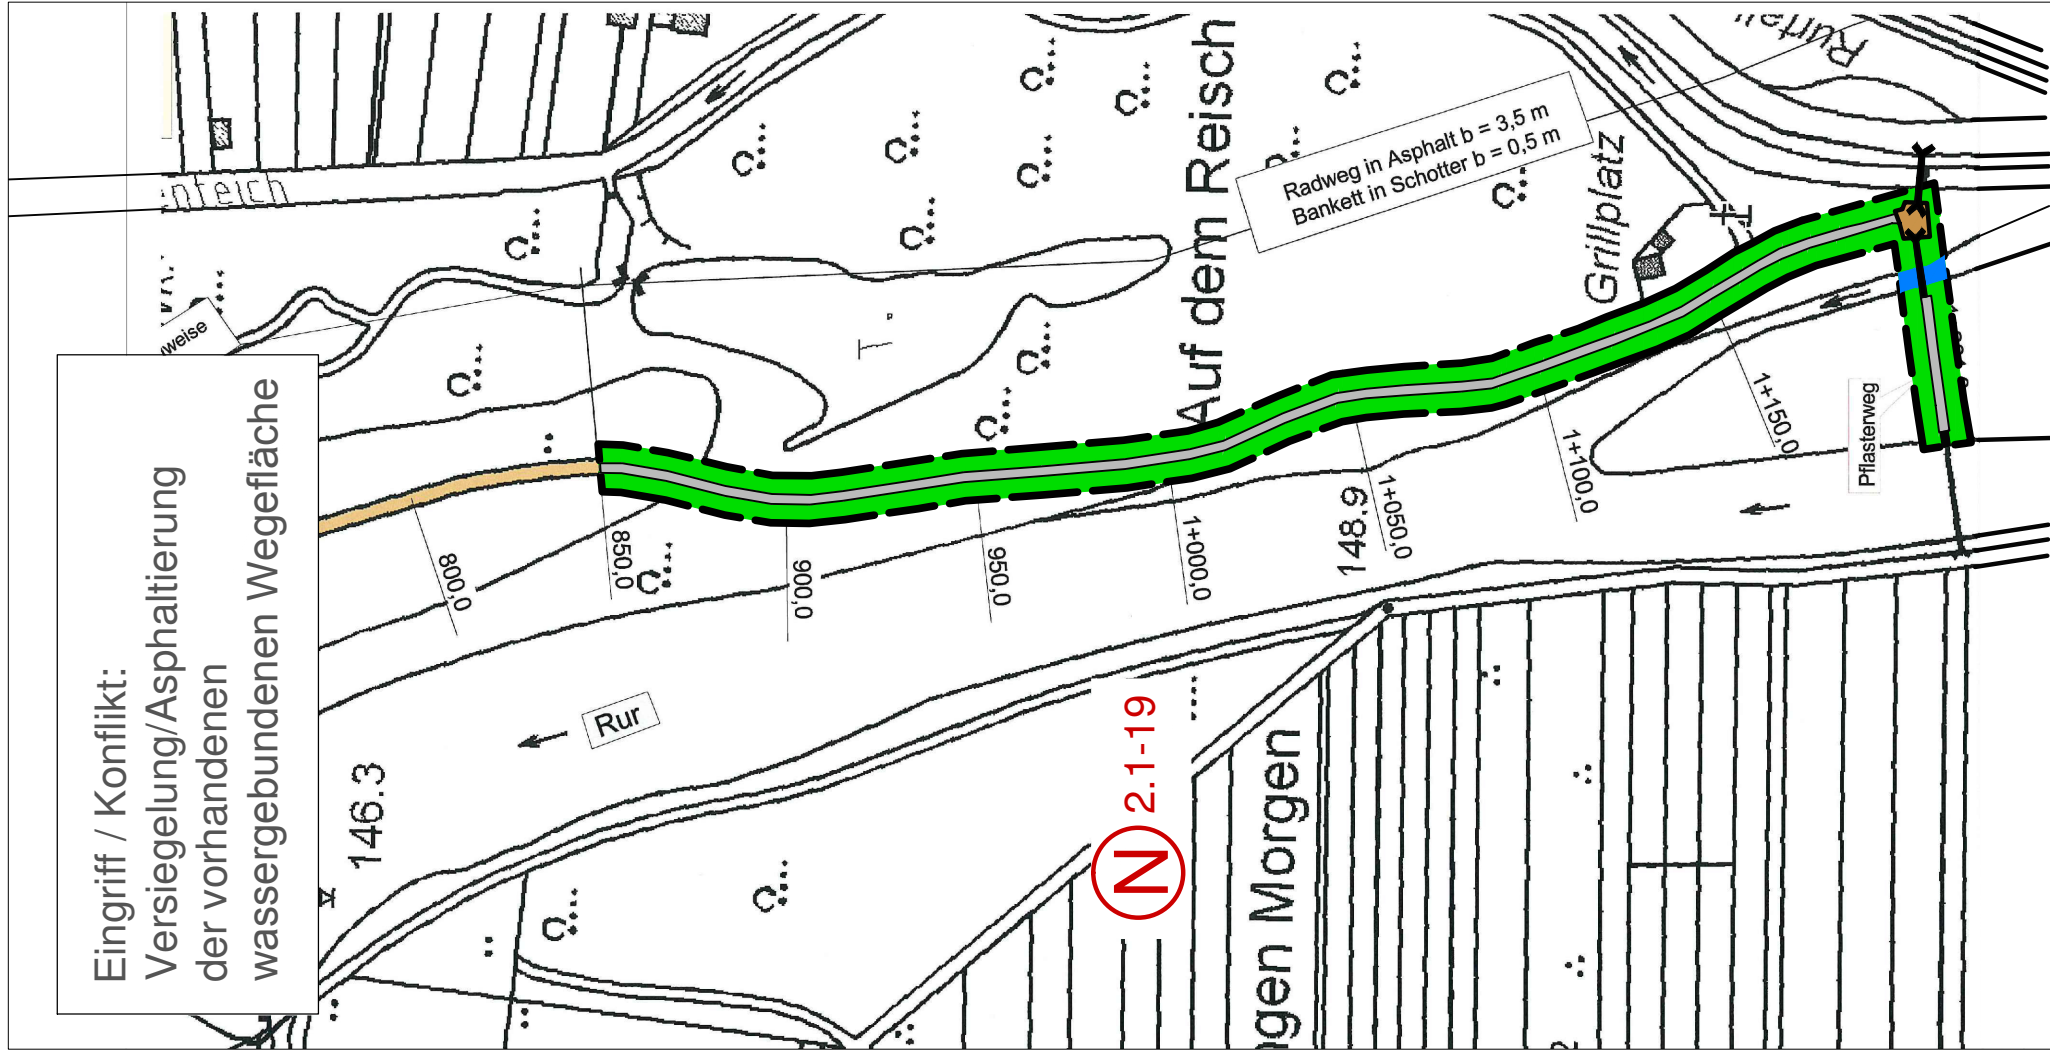 Eingriff / Konflikt:
Versiegelung/Asphaltierung
der vorhandenen
wassergebundenen Wegefläche
weise
Radweg in Asphalt b = 3,5 m
Bankett in Schotter b = 0,5 m
Auf dem Reisch
Grillplatz
Pflasterweg
800,0
850,0
900,0
950,0
1+000,0
1+050,0
1+100,0
1+150,0
148.9
146.3
Rur
N 2.1-19
ngen Morgen